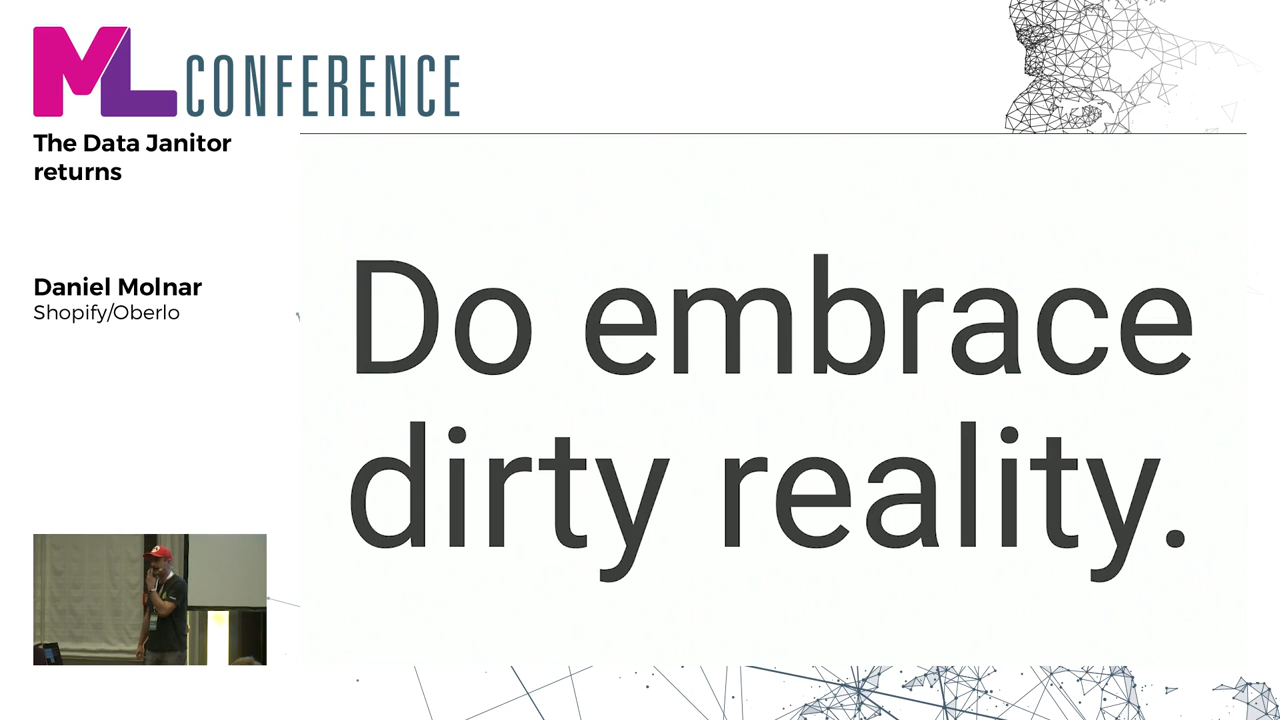 ML CONFERENCE
The Data Janitor
returns
Daniel Molnar
Shopify/Oberlo
Do embrace
dirty reality.